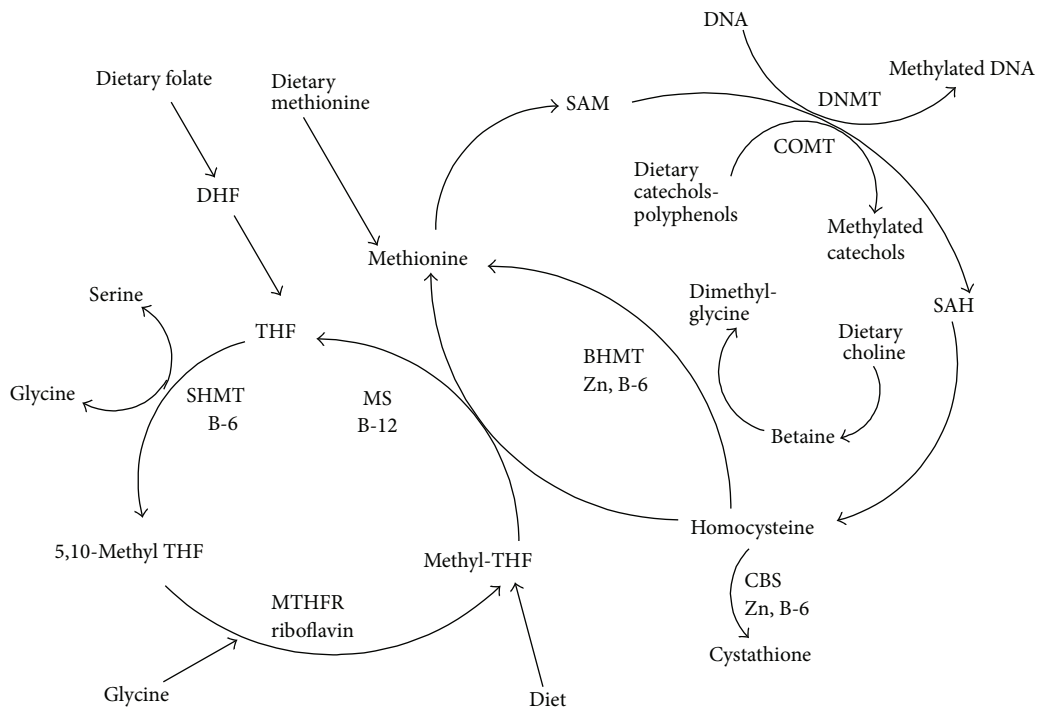 DNA
Methylated DNA
Dietary folate
Dietary
methionine
SAM
DNMT
COMT
Dietary
catechols-
polyphenols
DHF
Methylated
catechols
Methionine
Serine
Dimethyl-
glycine
SAH
THF
Dietary
choline
BHMT
Zn, B-6
Glycine
SHMT
B-6
MS
B-12
Betaine
Homocysteine
5,10-Methyl THF
Methyl-THF
CBS
Zn, B-6
MTHFR
riboflavin
Cystathione
Glycine
Diet